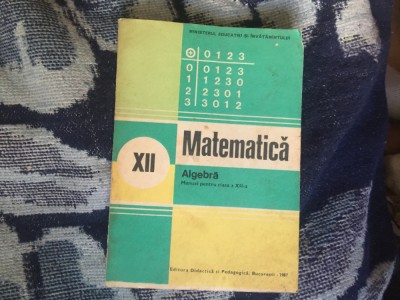 MINISTERUL EDUCAȚIEI ȘI ÎNVĂȚĂMÎNTULUI
0 1 2 3
0 0 1 2 3
1 1 2 3 0
2 2 3 0 1
3 3 0 1 2
XII
Matematică
Algebră
Manual pentru clasa a XII-a
Editura Didactică și Pedagogică, București - 1987